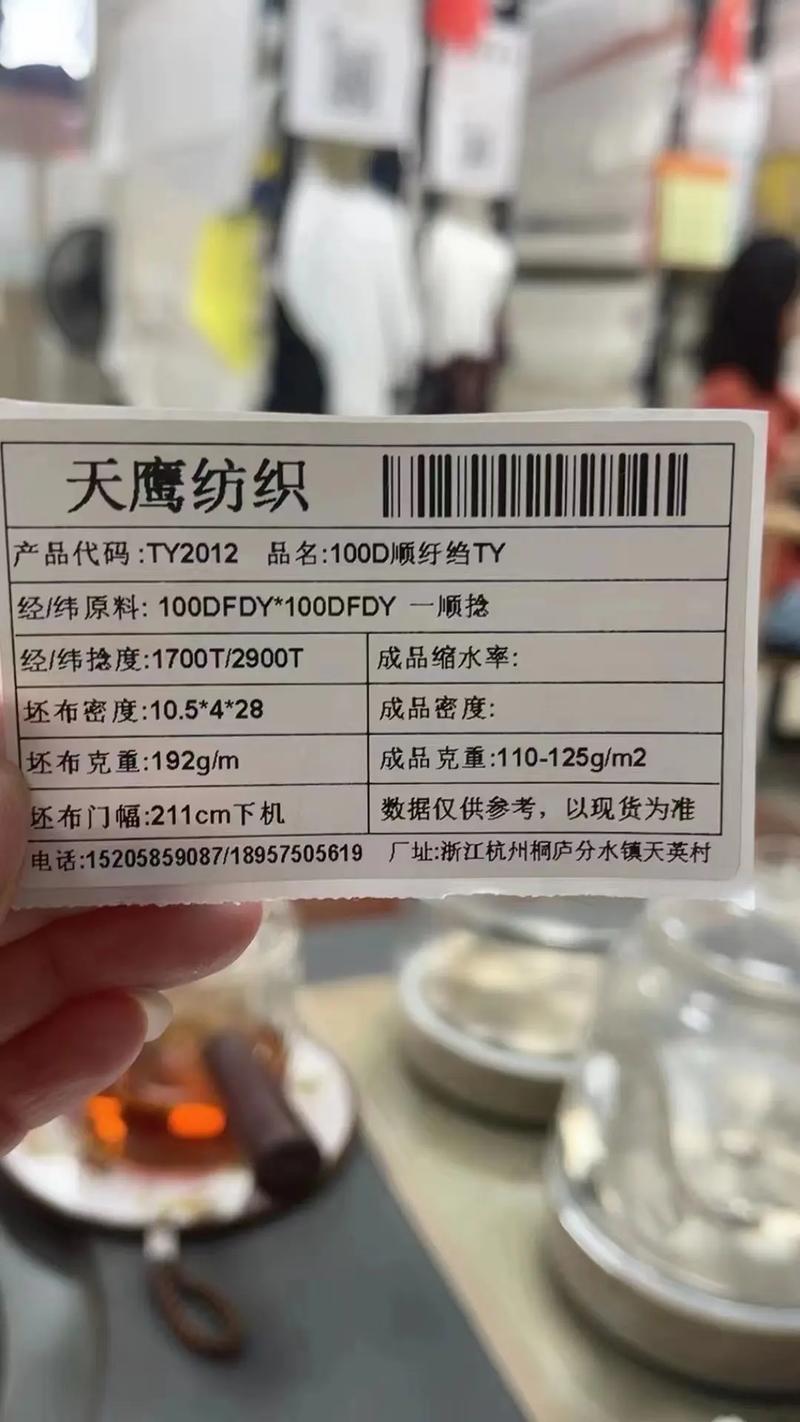 天鹰纺织
产品代码:TY2012 品名:100D顺纡绉TY
经/纬原料: 100DFDY*100DFDY 一顺捻
经/纬捻度:1700T/2900T 成品缩水率:
坯布密度:10.5*4*28 成品密度:
坯布克重:192g/m 成品克重:110-125g/m2
坯布门幅:211cm下机 数据仅供参考，以现货为准
电话:15205859087/18957505619 厂址:浙江杭州桐庐分水镇天英村